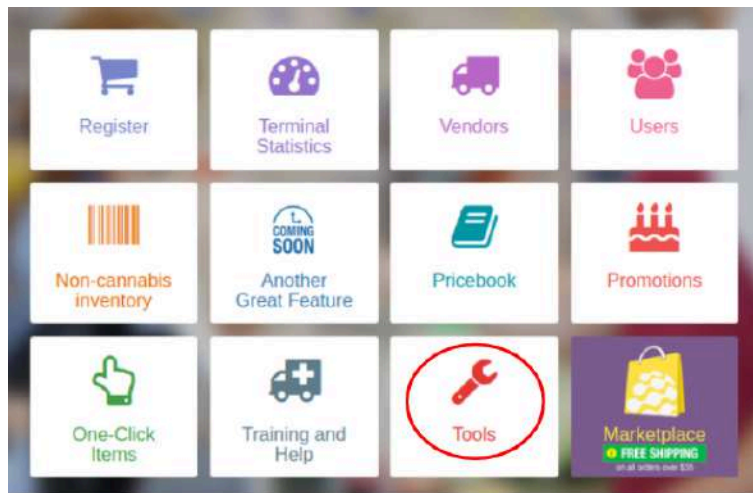 Register
Terminal
Statistics
Vendors
Users
Non-cannabis
inventory
COMING
SOON
Another
Great Feature
Pricebook
Promotions
One-Click
Items
Training and
Help
Tools
Marketplace
FREE SHIPPING
on all orders over $35